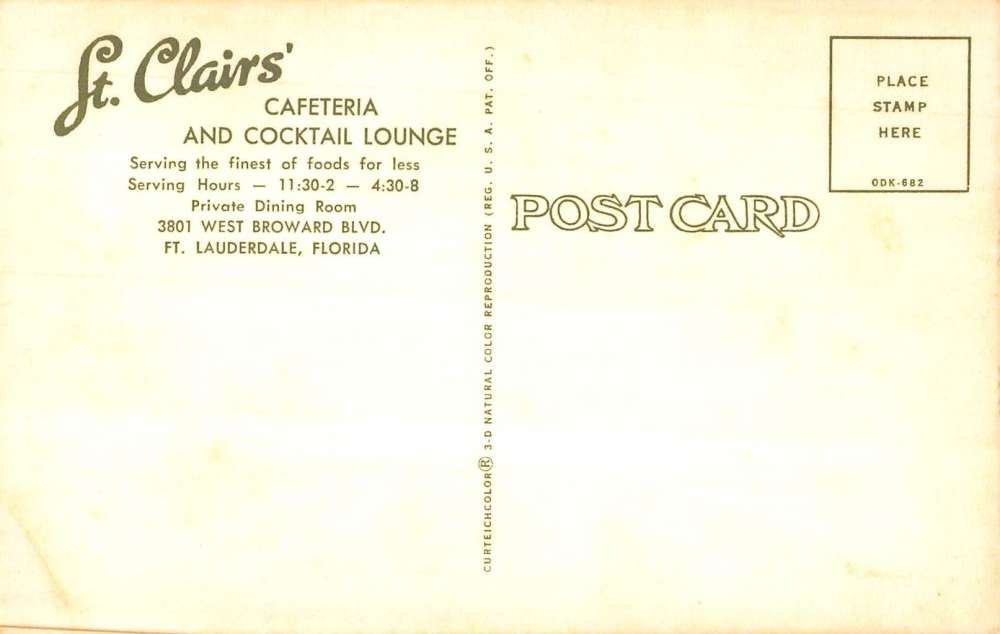 St. Clairs'
CAFETERIA
AND COCKTAIL LOUNGE
Serving the finest of foods for less
Serving Hours — 11:30-2 — 4:30-8
Private Dining Room
3801 WEST BROWARD BLVD.
FT. LAUDERDALE, FLORIDA
CURTEICHCOLOR® 3-D NATURAL COLOR REPRODUCTION (REG. U. S. A. PAT. OFF.)
POST CARD
PLACE
STAMP
HERE
ODK-682